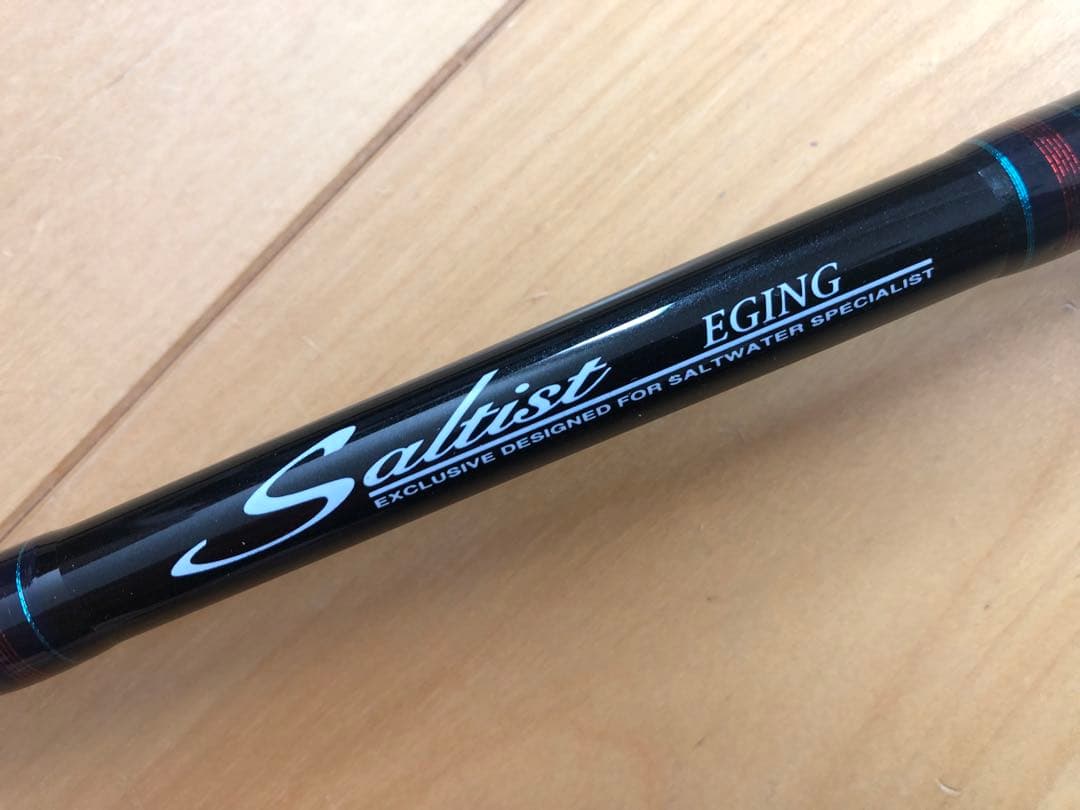 Saltist EGING
EXCLUSIVE DESIGNED FOR SALTWATER SPECIALIST